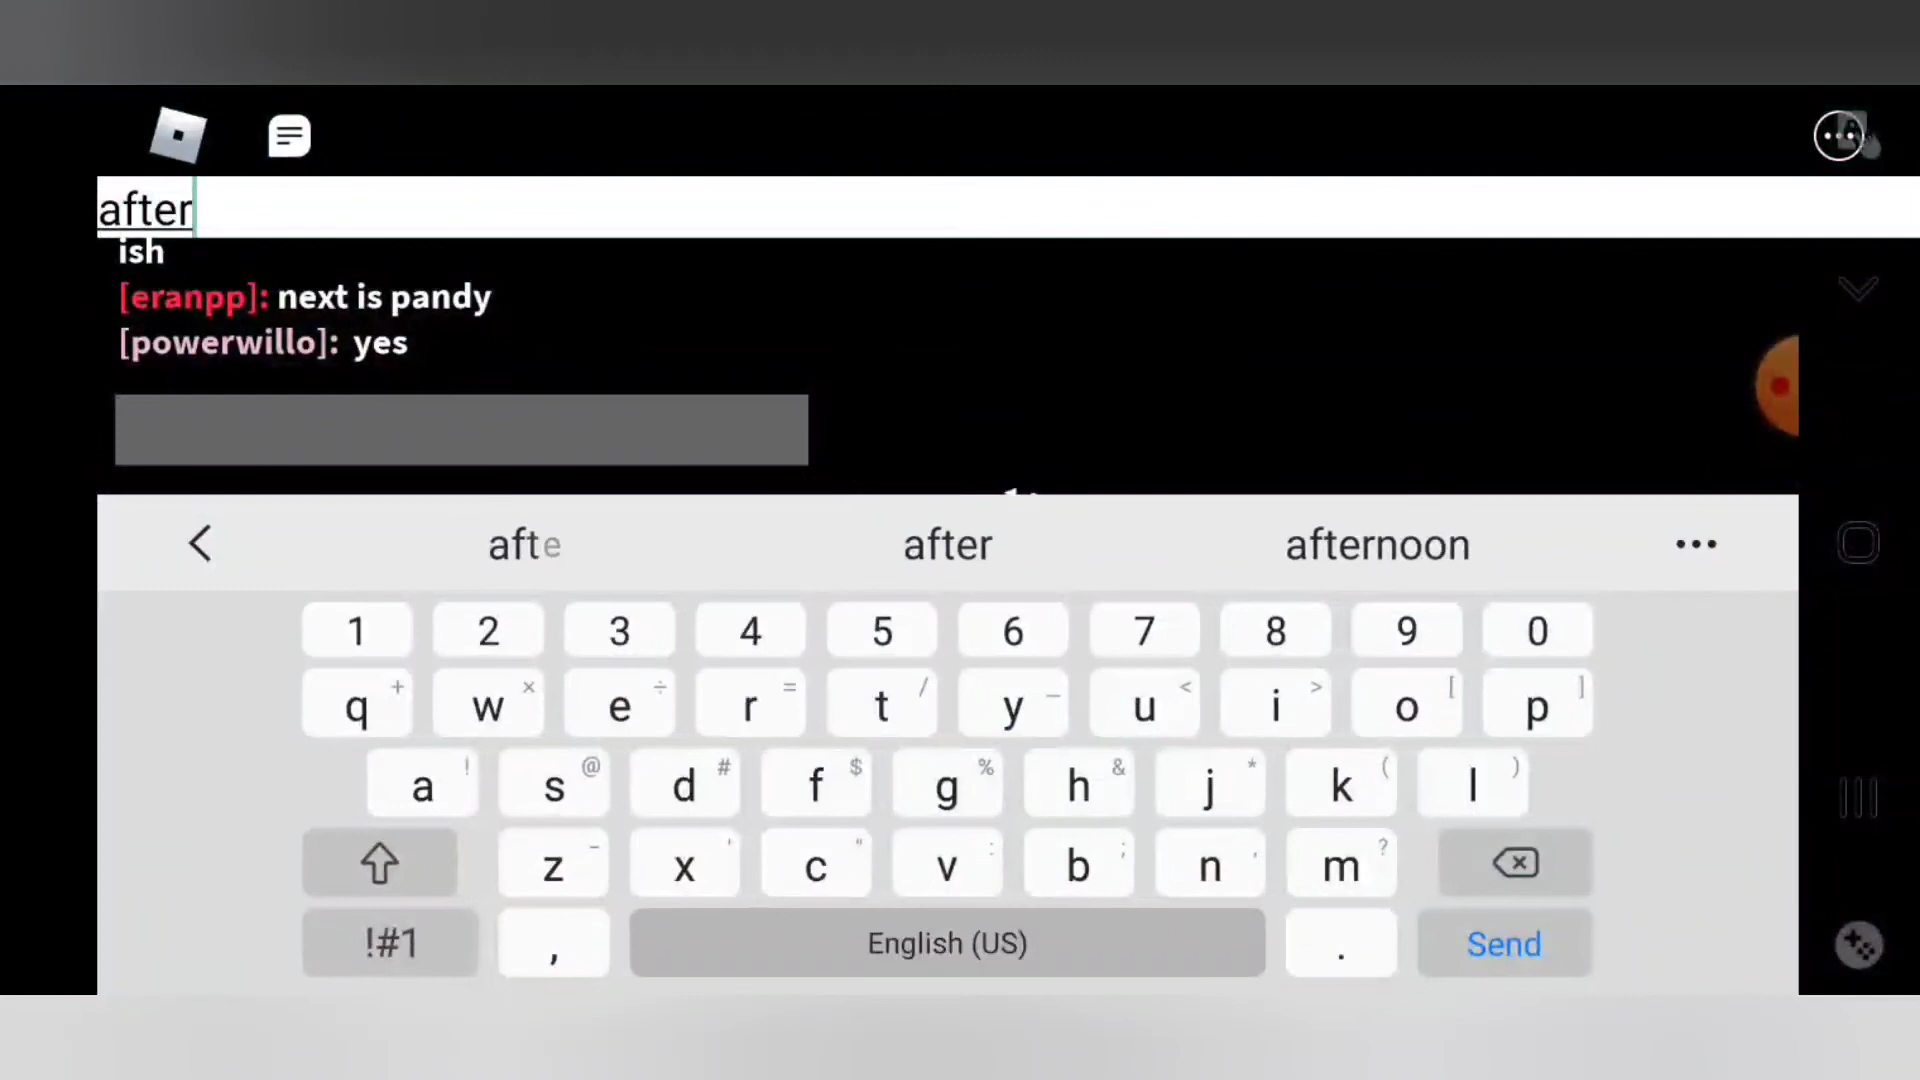 after
ish
[eranpp]: next is pandy
[powerwillo]: yes
afte after afternoon
1 2 3 4 5 6 7 8 9 0
q + w × e ÷ r = t / y _ u < i > o [ p ]
a ! s @ d # f $ g % h & j * k ( l )
z - x ' c " v : b ; n , m ?
!#1 , English (US) . Send